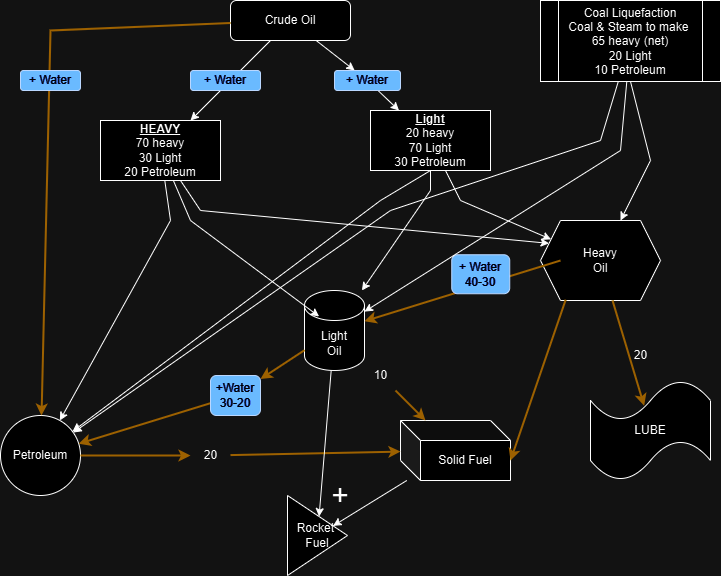 Crude Oil
Coal Liquefaction
Coal & Steam to make
65 heavy (net)
20 Light
10 Petroleum
+ Water
+ Water
+ Water
HEAVY
70 heavy
30 Light
20 Petroleum
Light
20 heavy
70 Light
30 Petroleum
Heavy
Oil
+ Water
40-30
Light
Oil
20
10
+Water
30-20
LUBE
Petroleum
20
Solid Fuel
+
Rocket
Fuel